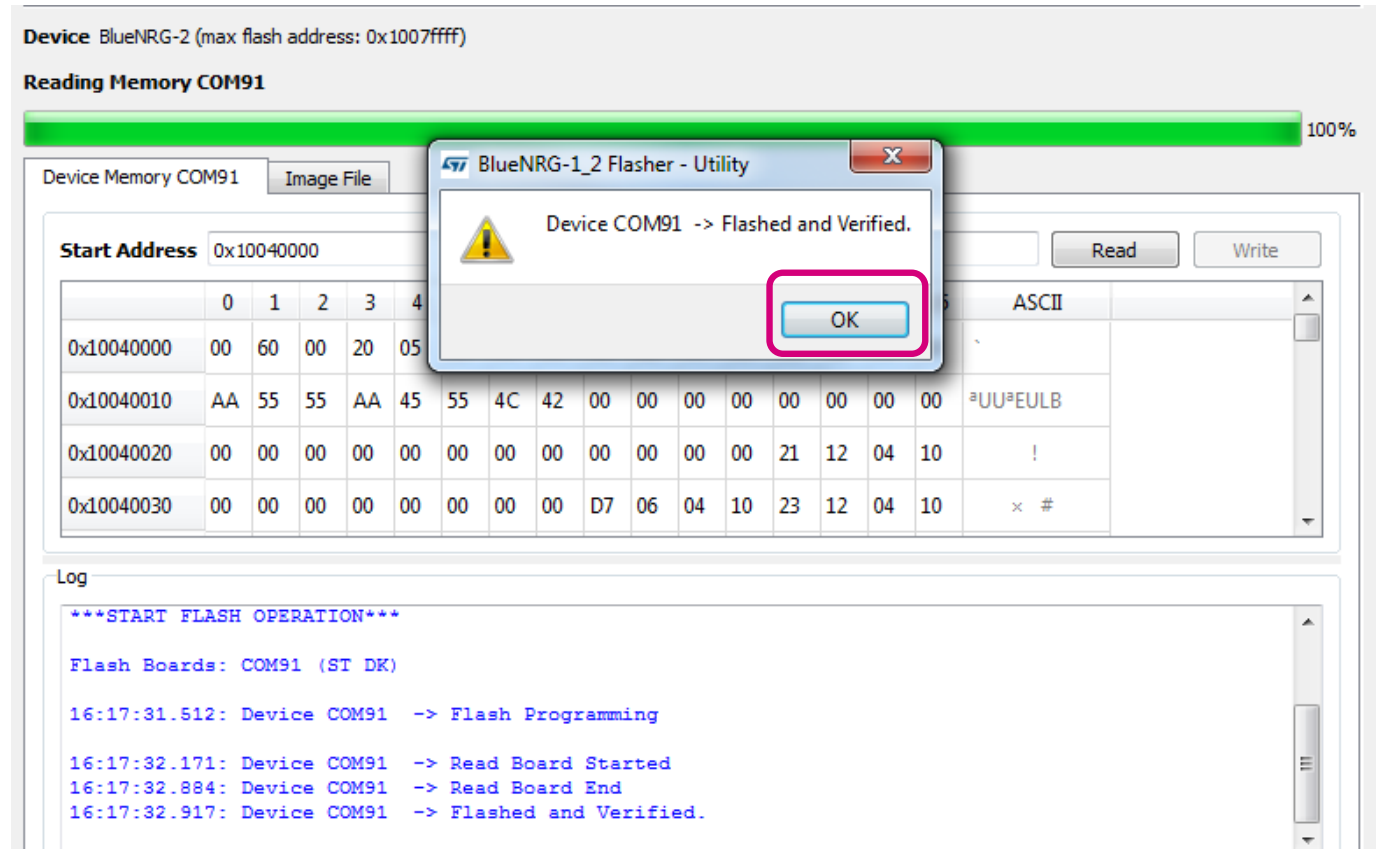 Device BlueNRG-2 (max flash address: 0x1007ffff)
Reading Memory COM91
100%
BlueNRG-1_2 Flasher - Utility
Device COM91 -> Flashed and Verified.
OK
Device Memory COM91 Image File
Start Address 0x10040000 Read Write
0 1 2 3 4 ASCII
0x10040000 00 60 00 20 05 `
0x10040010 AA 55 55 AA 45 55 4C 42 00 00 00 00 00 00 00 00 ªUUªEULB
0x10040020 00 00 00 00 00 00 00 00 00 00 00 00 21 12 04 10 !
0x10040030 00 00 00 00 00 00 00 00 D7 06 04 10 23 12 04 10 × #
Log
***START FLASH OPERATION***
Flash Boards: COM91 (ST DK)
16:17:31.512: Device COM91 -> Flash Programming
16:17:32.171: Device COM91 -> Read Board Started
16:17:32.884: Device COM91 -> Read Board End
16:17:32.917: Device COM91 -> Flashed and Verified.